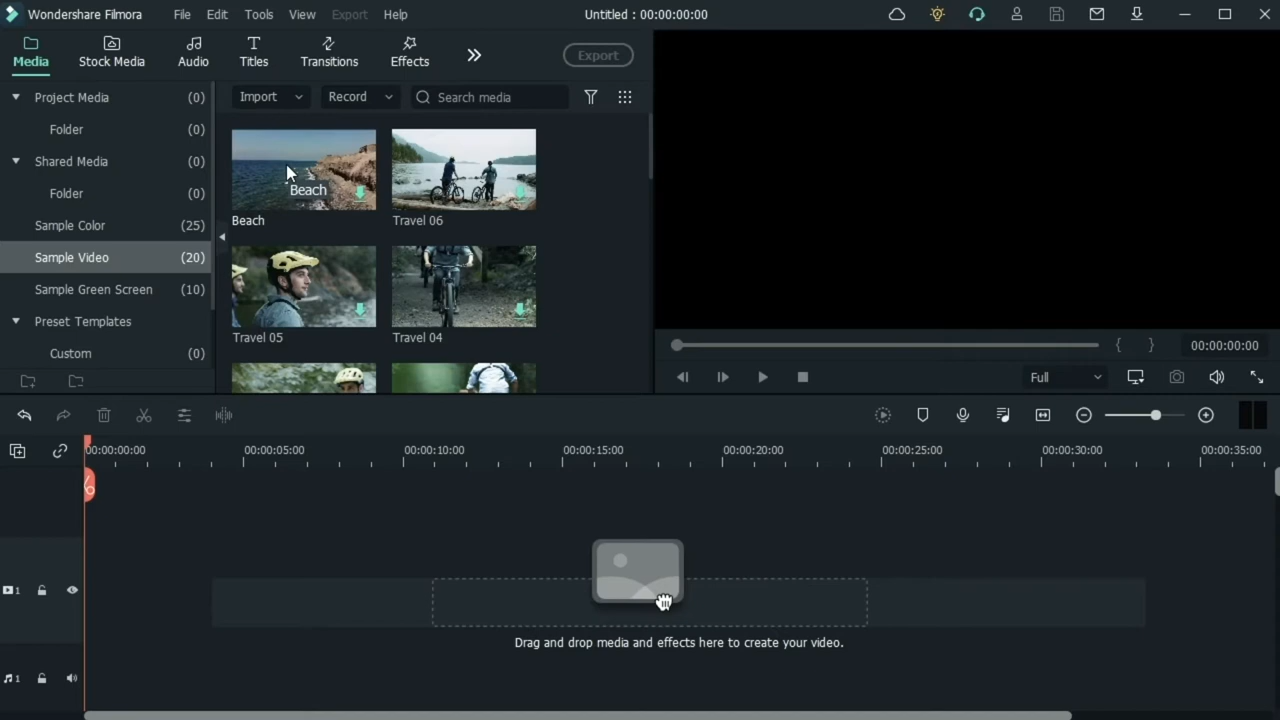 Wondershare Filmora File Edit Tools View Export Help Untitled : 00:00:00:00
Media Stock Media Audio Titles Transitions Effects Export
Import Record Search media
Project Media (0)
Folder (0)
Shared Media (0)
Folder (0)
Sample Color (25)
Sample Video (20)
Sample Green Screen (10)
Preset Templates
Custom (0)
Beach
Beach Travel 06
Travel 05 Travel 04
{ } 00:00:00:00
Full
00:00:00:00 00:00:05:00 00:00:10:00 00:00:15:00 00:00:20:00 00:00:25:00 00:00:30:00 00:00:35:00
1
Drag and drop media and effects here to create your video.
1